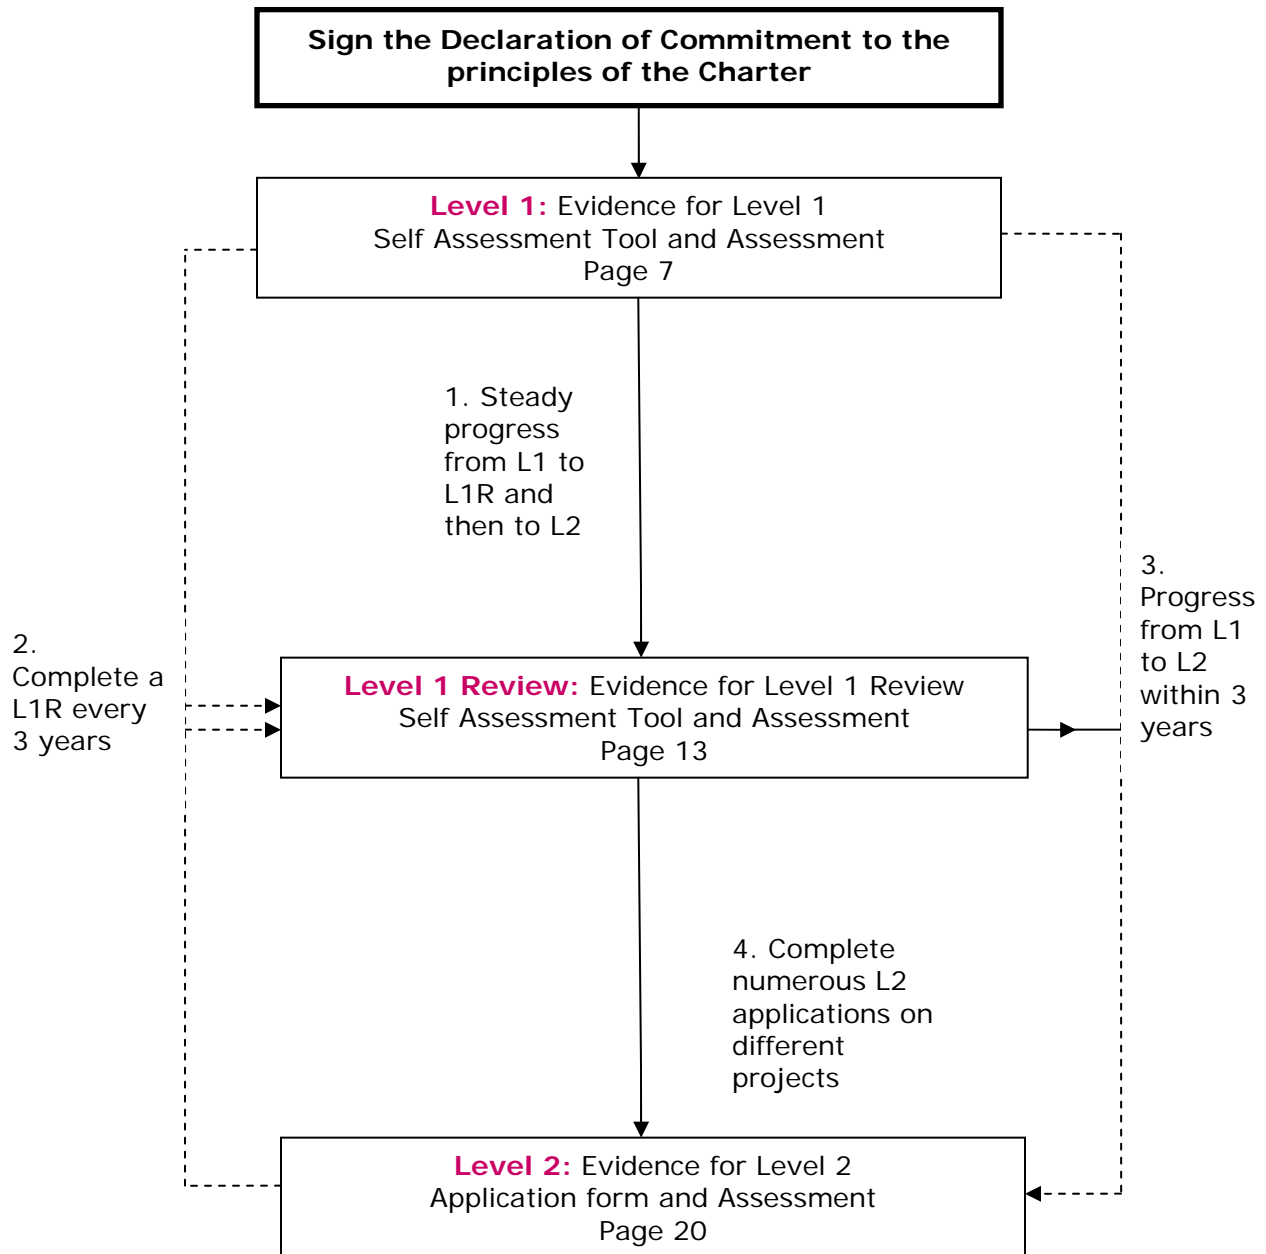 Sign the Declaration of Commitment to the
principles of the Charter
Level 1: Evidence for Level 1
Self Assessment Tool and Assessment
Page 7
1. Steady
progress
from L1 to
L1R and
then to L2
2.
Complete a
L1R every
3 years
3.
Progress
from L1
to L2
within 3
years
Level 1 Review: Evidence for Level 1 Review
Self Assessment Tool and Assessment
Page 13
4. Complete
numerous L2
applications on
different
projects
Level 2: Evidence for Level 2
Application form and Assessment
Page 20